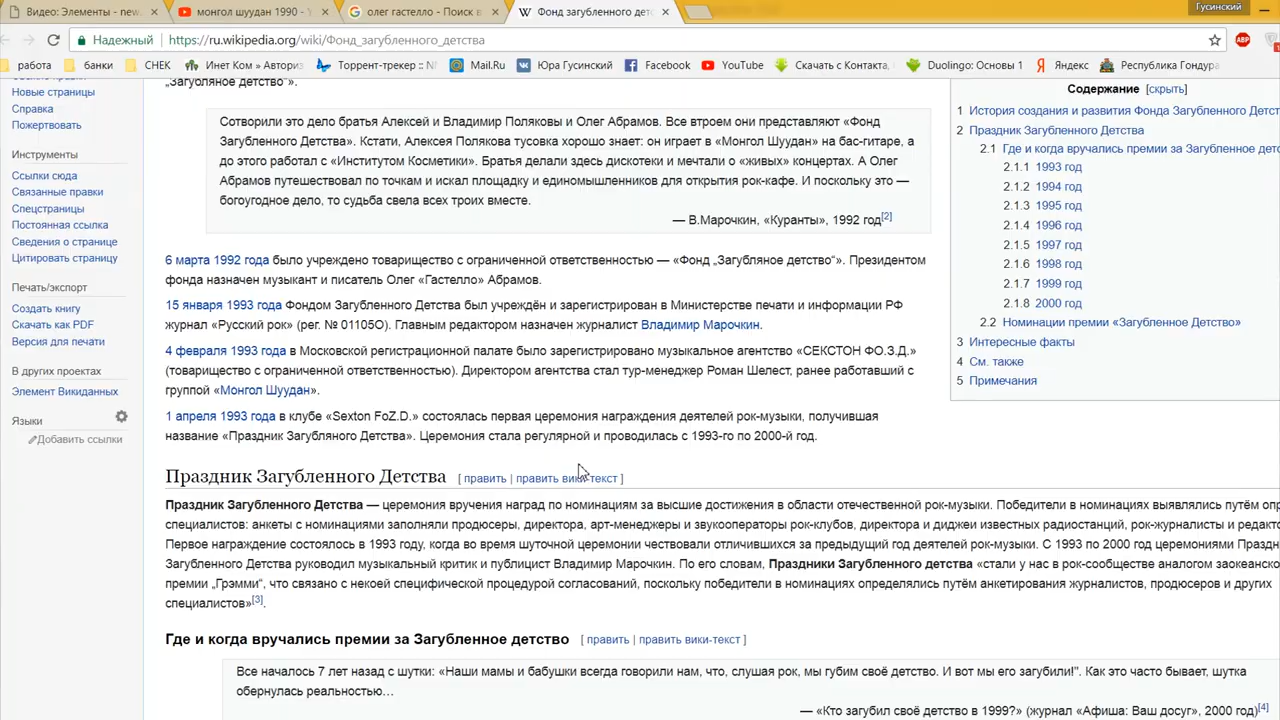 Гусинский
Видео: Элементы - new.
монгол шуудан 1990 - Y
олег гастелло - Поиск в
Фонд загубленного детс
Надежный
https://ru.wikipedia.org/wiki/Фонд_загубленного_детства
ABP
работа
банки
СНЕК
Инет Ком » Авториз
Торрент-трекер :: N
Mail.Ru
Юра Гусинский
Facebook
YouTube
Скачать с Контакта
Duolingo: Основы 1
Яндекс
Республика Гондура
Новые страницы
Справка
Пожертвовать
Инструменты
Ссылки сюда
Связанные правки
Спецстраницы
Постоянная ссылка
Сведения о странице
Цитировать страницу
Печать/экспорт
Создать книгу
Скачать как PDF
Версия для печати
В других проектах
Элемент Викиданных
Языки
Добавить ссылки
„Загубляное детство“».
Сотворили это дело братья Алексей и Владимир Поляковы и Олег Абрамов. Все втроем они представляют «Фонд
Загубленного Детства». Кстати, Алексея Полякова тусовка хорошо знает: он играет в «Монгол Шуудан» на бас-гитаре, а
до этого работал с «Институтом Косметики». Братья делали здесь дискотеки и мечтали о «живых» концертах. А Олег
Абрамов путешествовал по точкам и искал площадку и единомышленников для открытия рок-кафе. И поскольку это —
богоугодное дело, то судьба свела всех троих вместе.
— В.Марочкин, «Куранты», 1992 год[2]
6 марта 1992 года было учреждено товарищество с ограниченной ответственностью — «Фонд „Загубляное детство“». Президентом
фонда назначен музыкант и писатель Олег «Гастелло» Абрамов.
15 января 1993 года Фондом Загубленного Детства был учреждён и зарегистрирован в Министерстве печати и информации РФ
журнал «Русский рок» (рег. № 01105О). Главным редактором назначен журналист Владимир Марочкин.
4 февраля 1993 года в Московской регистрационной палате было зарегистрировано музыкальное агентство «СЕКСТОН ФО.З.Д.»
(товарищество с ограниченной ответственностью). Директором агентства стал тур-менеджер Роман Шелест, ранее работавший с
группой «Монгол Шуудан».
1 апреля 1993 года в клубе «Sexton FoZ.D.» состоялась первая церемония награждения деятелей рок-музыки, получившая
название «Праздник Загубляного Детства». Церемония стала регулярной и проводилась с 1993-го по 2000-й год.
Праздник Загубленного Детства [ править | править вики-текст ]
Праздник Загубленного Детства — церемония вручения наград по номинациям за высшие достижения в области отечественной рок-музыки. Победители в номинациях выявлялись путём оп
специалистов: анкеты с номинациями заполняли продюсеры, директора, арт-менеджеры и звукооператоры рок-клубов, директора и диджеи известных радиостанций, рок-журналисты и редакто
Первое награждение состоялось в 1993 году, когда во время шуточной церемонии чествовали отличившихся за предыдущий год деятелей рок-музыки. С 1993 по 2000 год церемониями Праздн
Загубленного Детства руководил музыкальный критик и публицист Владимир Марочкин. По его словам, Праздники Загубленного детства «стали у нас в рок-сообществе аналогом заокеанско
премии „Грэмми“, что связано с некоей специфической процедурой согласований, поскольку победители в номинациях определялись путём анкетирования журналистов, продюсеров и других
специалистов»[3].
Где и когда вручались премии за Загубленное детство [ править | править вики-текст ]
Все началось 7 лет назад с шутки: «Наши мамы и бабушки всегда говорили нам, что, слушая рок, мы губим своё детство. И вот мы его загубили!". Как это часто бывает, шутка
обернулась реальностью…
— «Кто загубил своё детство в 1999?» (журнал «Афиша: Ваш досуг», 2000 год)[4]
Содержание [скрыть]
1 История создания и развития Фонда Загубленного Детст
2 Праздник Загубленного Детства
2.1 Где и когда вручались премии за Загубленное детс
2.1.1 1993 год
2.1.2 1994 год
2.1.3 1995 год
2.1.4 1996 год
2.1.5 1997 год
2.1.6 1998 год
2.1.7 1999 год
2.1.8 2000 год
2.2 Номинации премии «Загубленное Детство»
3 Интересные факты
4 См. также
5 Примечания